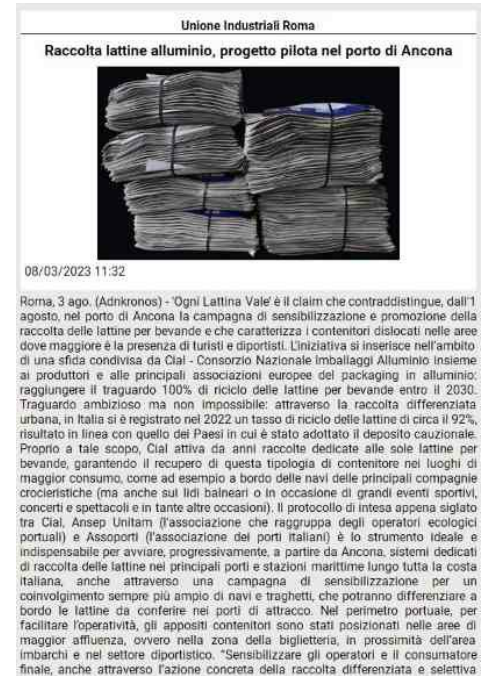 Unione Industriali Roma
Raccolta lattine alluminio, progetto pilota nel porto di Ancona
08/03/2023 11:32
Roma, 3 ago. (Adnkronos) - 'Ogni Lattina Vale' è il claim che contraddistingue, dall'1
agosto, nel porto di Ancona la campagna di sensibilizzazione e promozione della
raccolta delle lattine per bevande e che caratterizza i contenitori dislocati nelle aree
dove maggiore è la presenza di turisti e diportisti. L'iniziativa si inserisce nell'ambito
di una sfida condivisa da Cial - Consorzio Nazionale Imballaggi Alluminio insieme
ai produttori e alle principali associazioni europee del packaging in alluminio:
raggiungere il traguardo 100% di riciclo delle lattine per bevande entro il 2030.
Traguardo ambizioso ma non impossibile: attraverso la raccolta differenziata
urbana, in Italia si è registrato nel 2022 un tasso di riciclo delle lattine di circa il 92%,
risultato in linea con quello dei Paesi in cui è stato adottato il deposito cauzionale.
Proprio a tale scopo, Cial attiva da anni raccolte dedicate alle sole lattine per
bevande, garantendo il recupero di questa tipologia di contenitore nei luoghi di
maggior consumo, come ad esempio a bordo delle navi delle principali compagnie
crocieristiche (ma anche sui lidi balneari o in occasione di grandi eventi sportivi,
concerti e spettacoli e in tante altre occasioni). Il protocollo di intesa appena siglato
tra Cial, Ansep Unitam (l'associazione che raggruppa degli operatori ecologici
portuali) e Assoporti (l'associazione dei porti italiani) è lo strumento ideale e
indispensabile per avviare, progressivamente, a partire da Ancona, sistemi dedicati
di raccolta delle lattine nei principali porti e stazioni marittime lungo tutta la costa
italiana, anche attraverso una campagna di sensibilizzazione per un
coinvolgimento sempre più ampio di navi e traghetti, che potranno differenziare a
bordo le lattine da conferire nei porti di attracco. Nel perimetro portuale, per
facilitare l'operatività, gli appositi contenitori sono stati posizionati nelle aree di
maggior affluenza, ovvero nella zona della biglietteria, in prossimità dell'area
imbarchi e nel settore diportistico. "Sensibilizzare gli operatori e il consumatore
finale, anche attraverso l'azione concreta della raccolta differenziata e selettiva